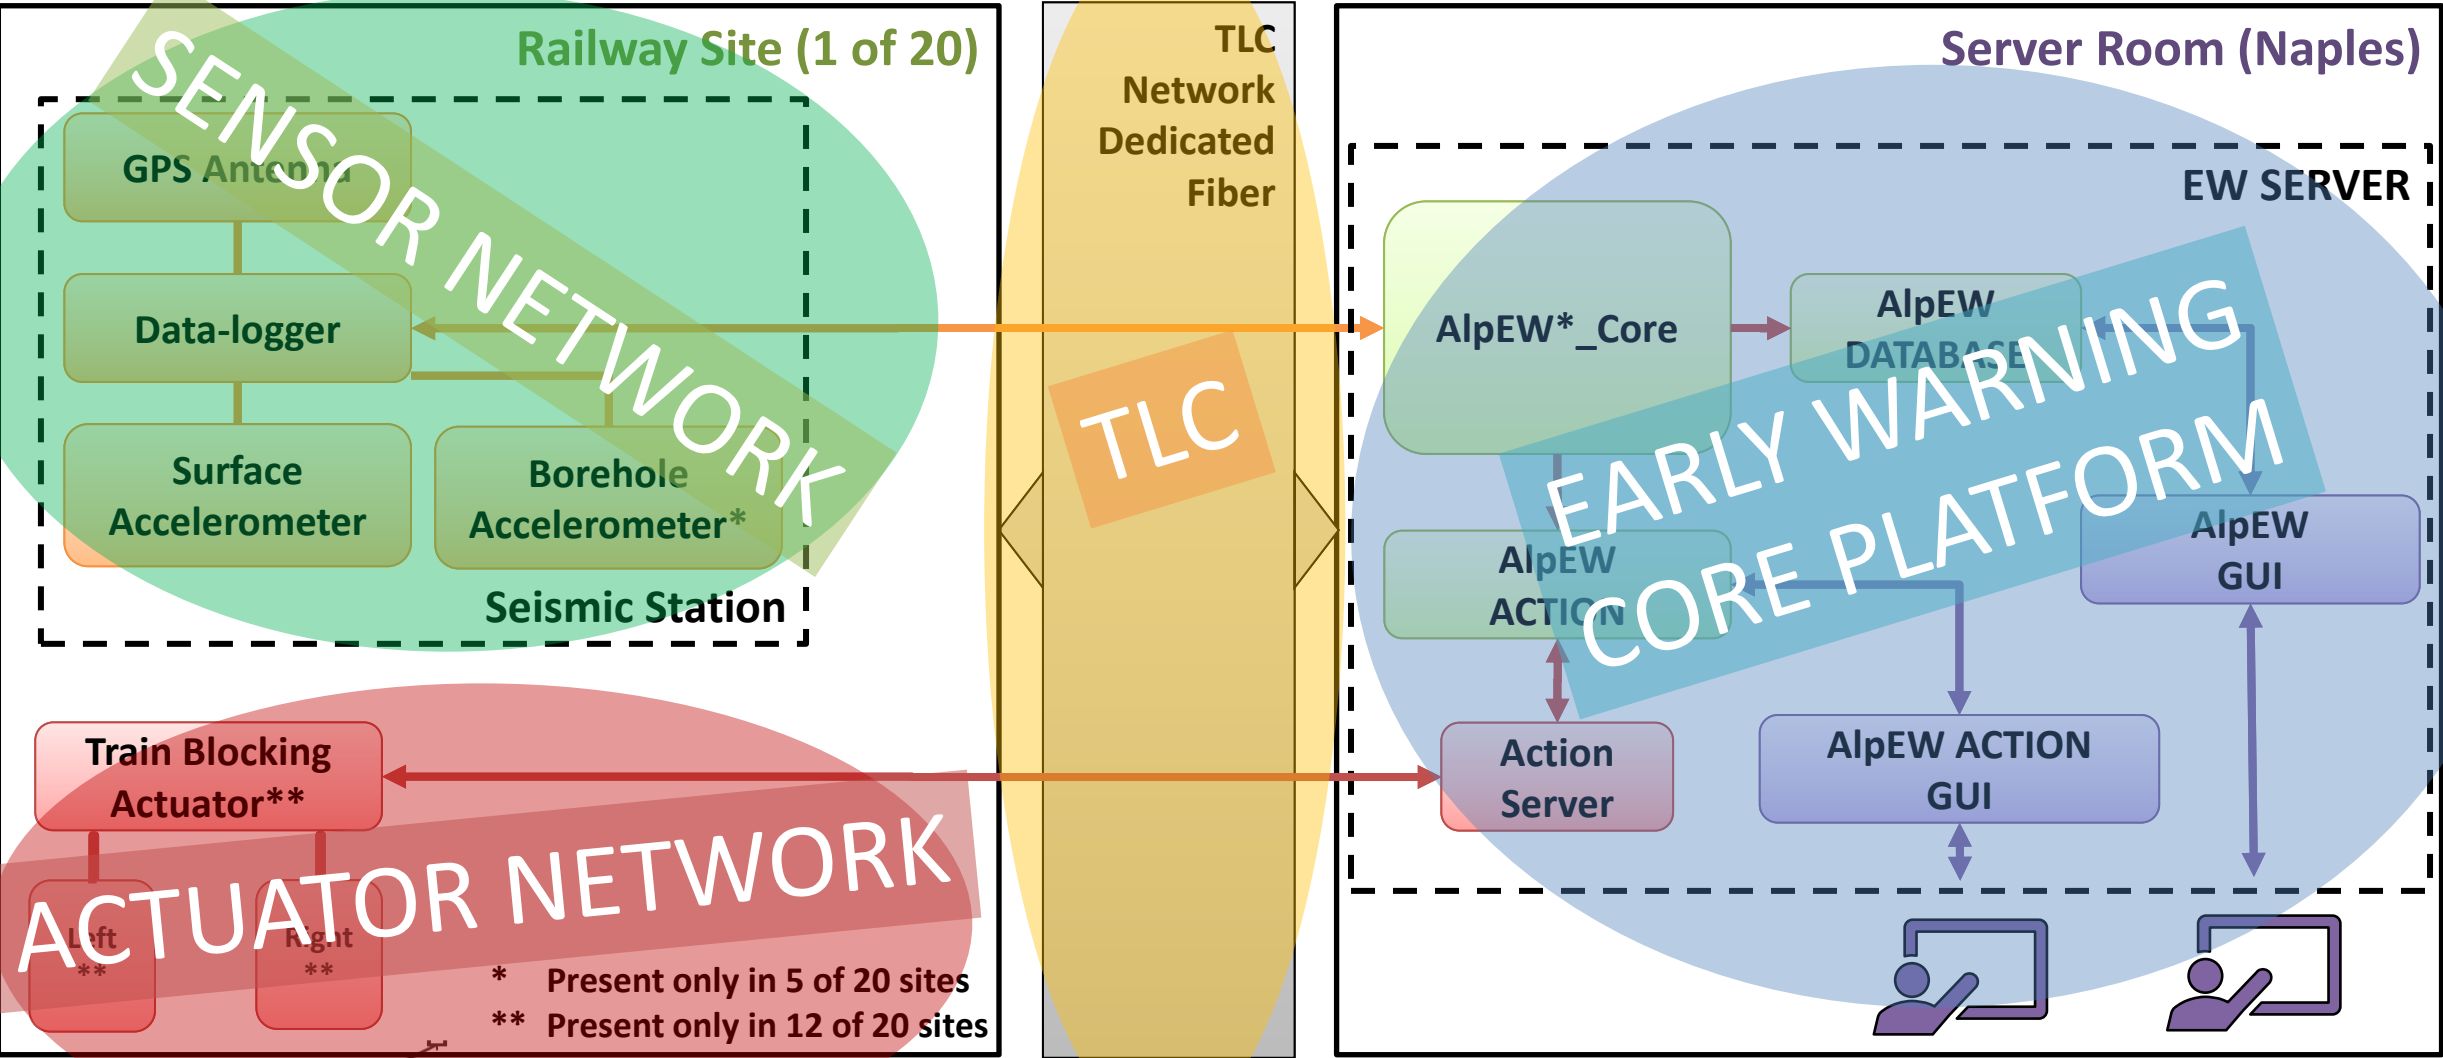 Railway Site (1 of 20)
SENSOR NETWORK
GPS Antenna
Data-logger
Surface
Accelerometer
Borehole
Accelerometer*
Seismic Station
Train Blocking
Actuator**
ACTUATOR NETWORK
Left
**
Right
**
* Present only in 5 of 20 sites
** Present only in 12 of 20 sites
TLC
Network
Dedicated
Fiber
TLC
Server Room (Naples)
EW SERVER
AlpEW*_Core
AlpEW
DATABASE
EARLY WARNING
CORE PLATFORM
AlpEW
GUI
AlpEW
ACTION
Action
Server
AlpEW ACTION
GUI